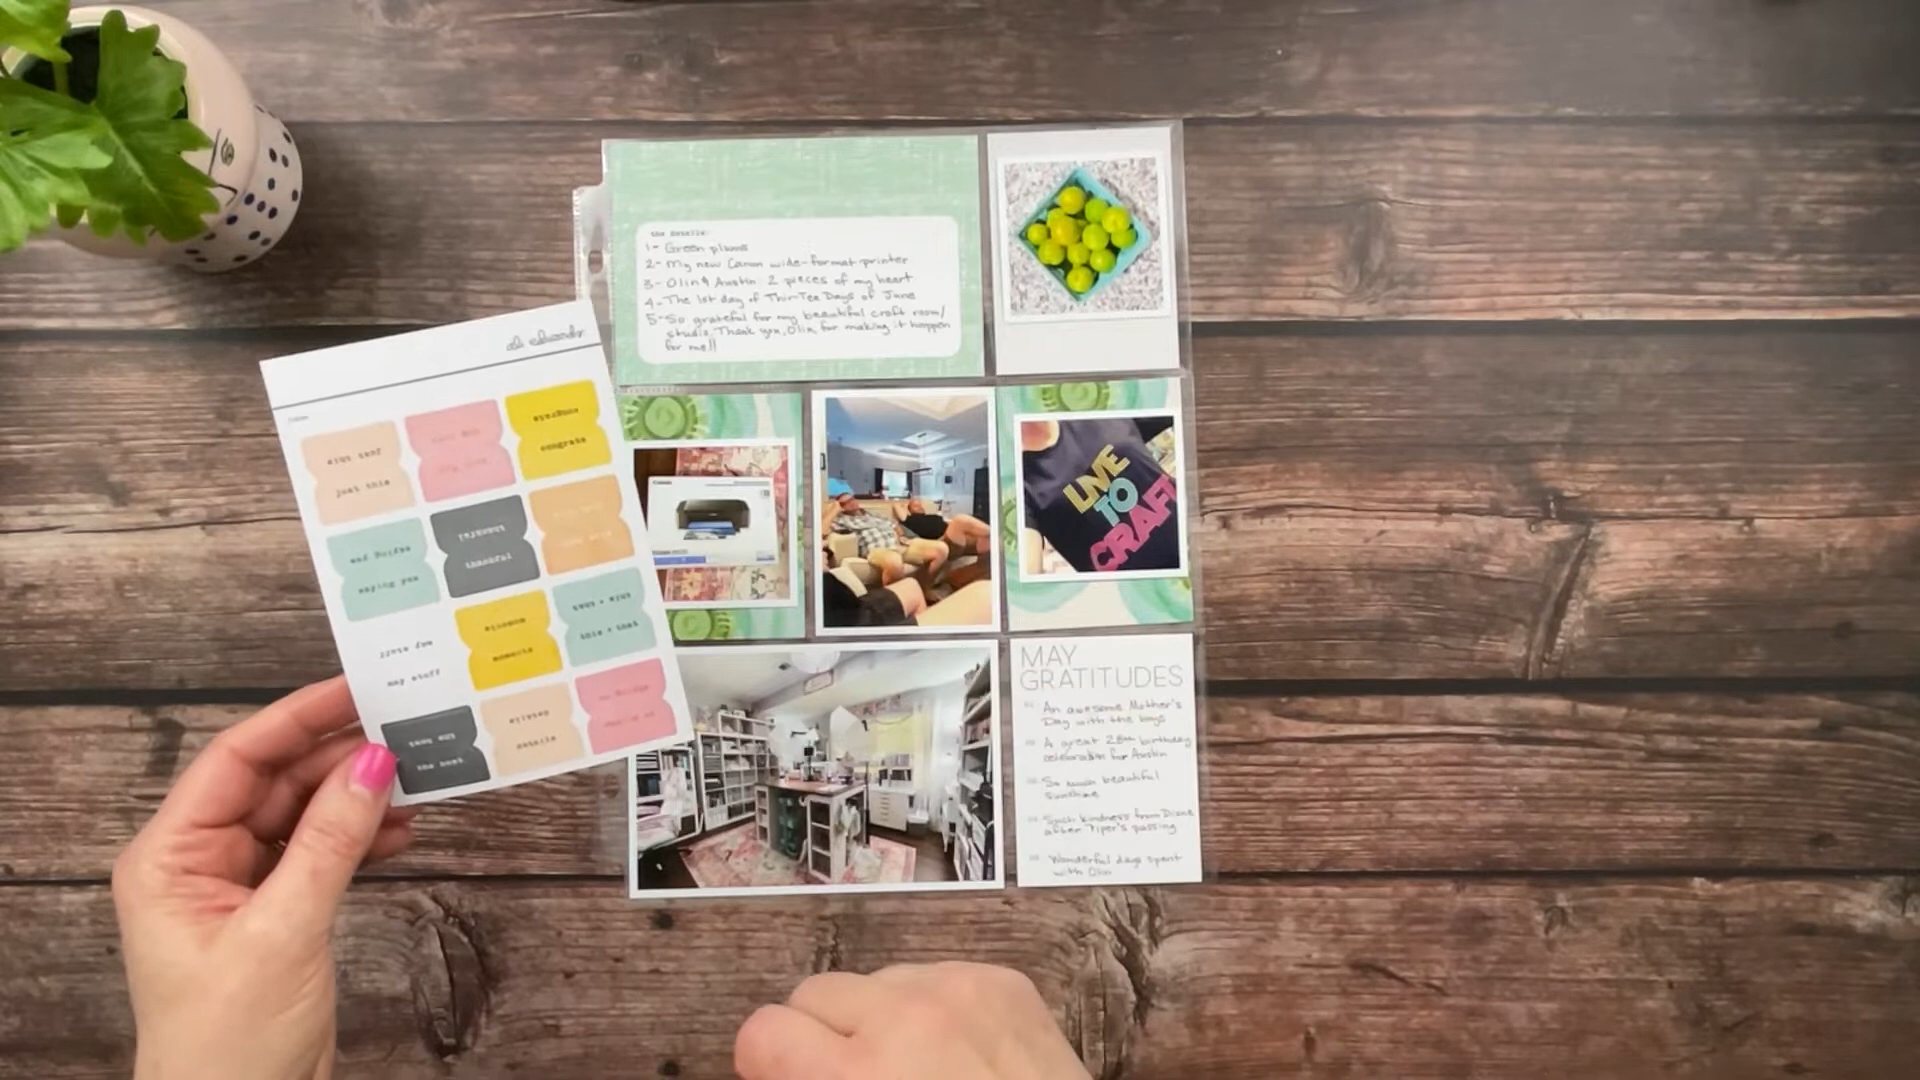 the details:
1- Green plums
2- My new Canon wide-format printer
3- Olin & Austin 2 pieces of my heart
4- The 1st day of Thir-Tee Days of June
5- So grateful for my beautiful craft room/
studio. Thank you, Olin, for making it happen
for me!!
ali edwards
just this
congrats
saying yes
thankful
may stuff
moments
this + that
the best
details
LIVE
TO
CRAFT
MAY
GRATITUDES
An awesome Mother's
Day with the boys
A great 28th birthday
celebration for Austin
So much beautiful
sunshine
Such kindness from Diane
after Piper's passing
Wonderful days spent
with Olin